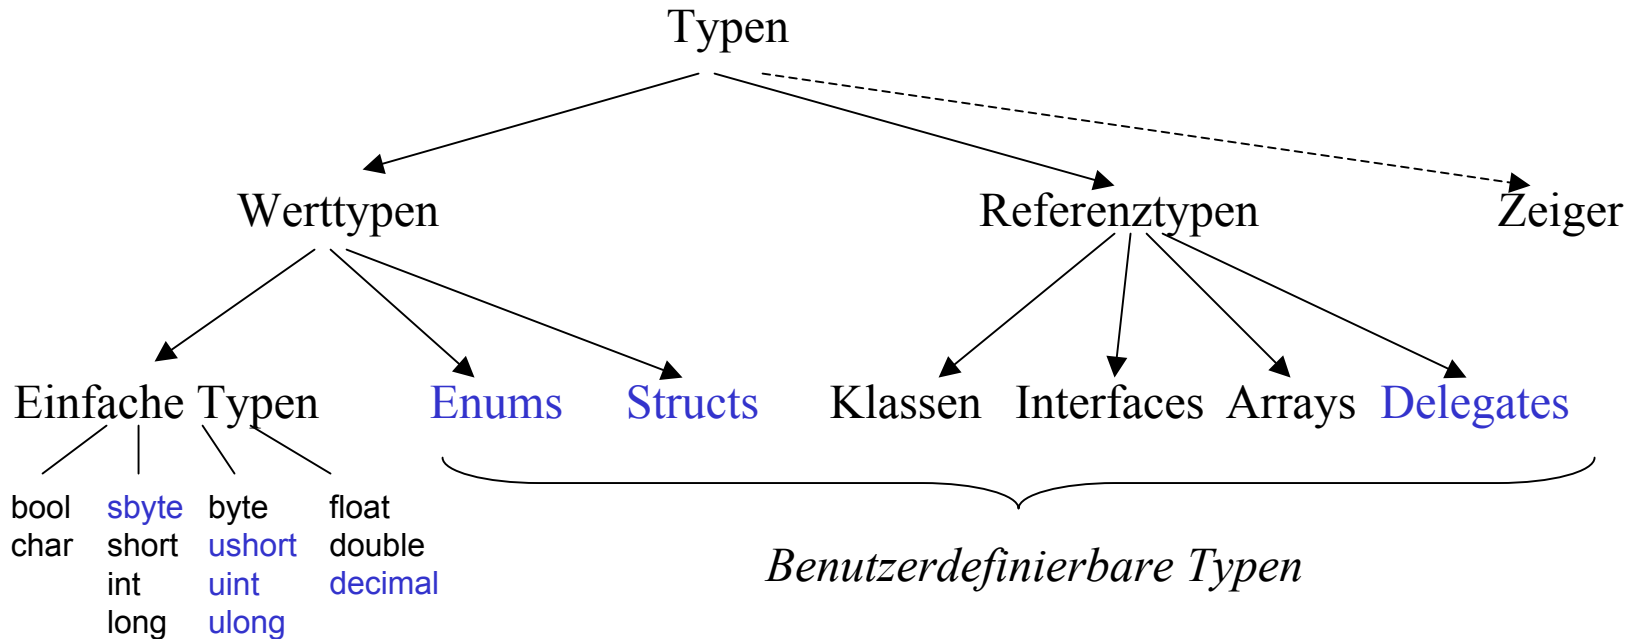 Typen
Werttypen Referenztypen Zeiger
Einfache Typen Enums Structs Klassen Interfaces Arrays Delegates
bool sbyte byte float
char short ushort double
int uint decimal
long ulong
Benutzerdefinierbare Typen